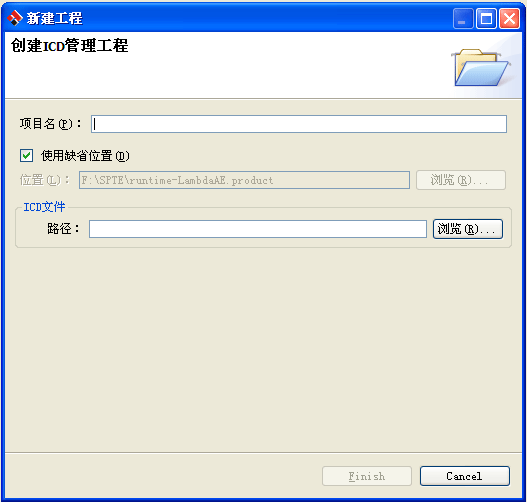 新建工程
创建ICD管理工程
项目名(P)：
使用缺省位置(D)
位置(L)： F:\SPTE\runtime-LambdaAE.product 浏览(R)...
ICD文件
路径： 浏览(R)...
Finish Cancel